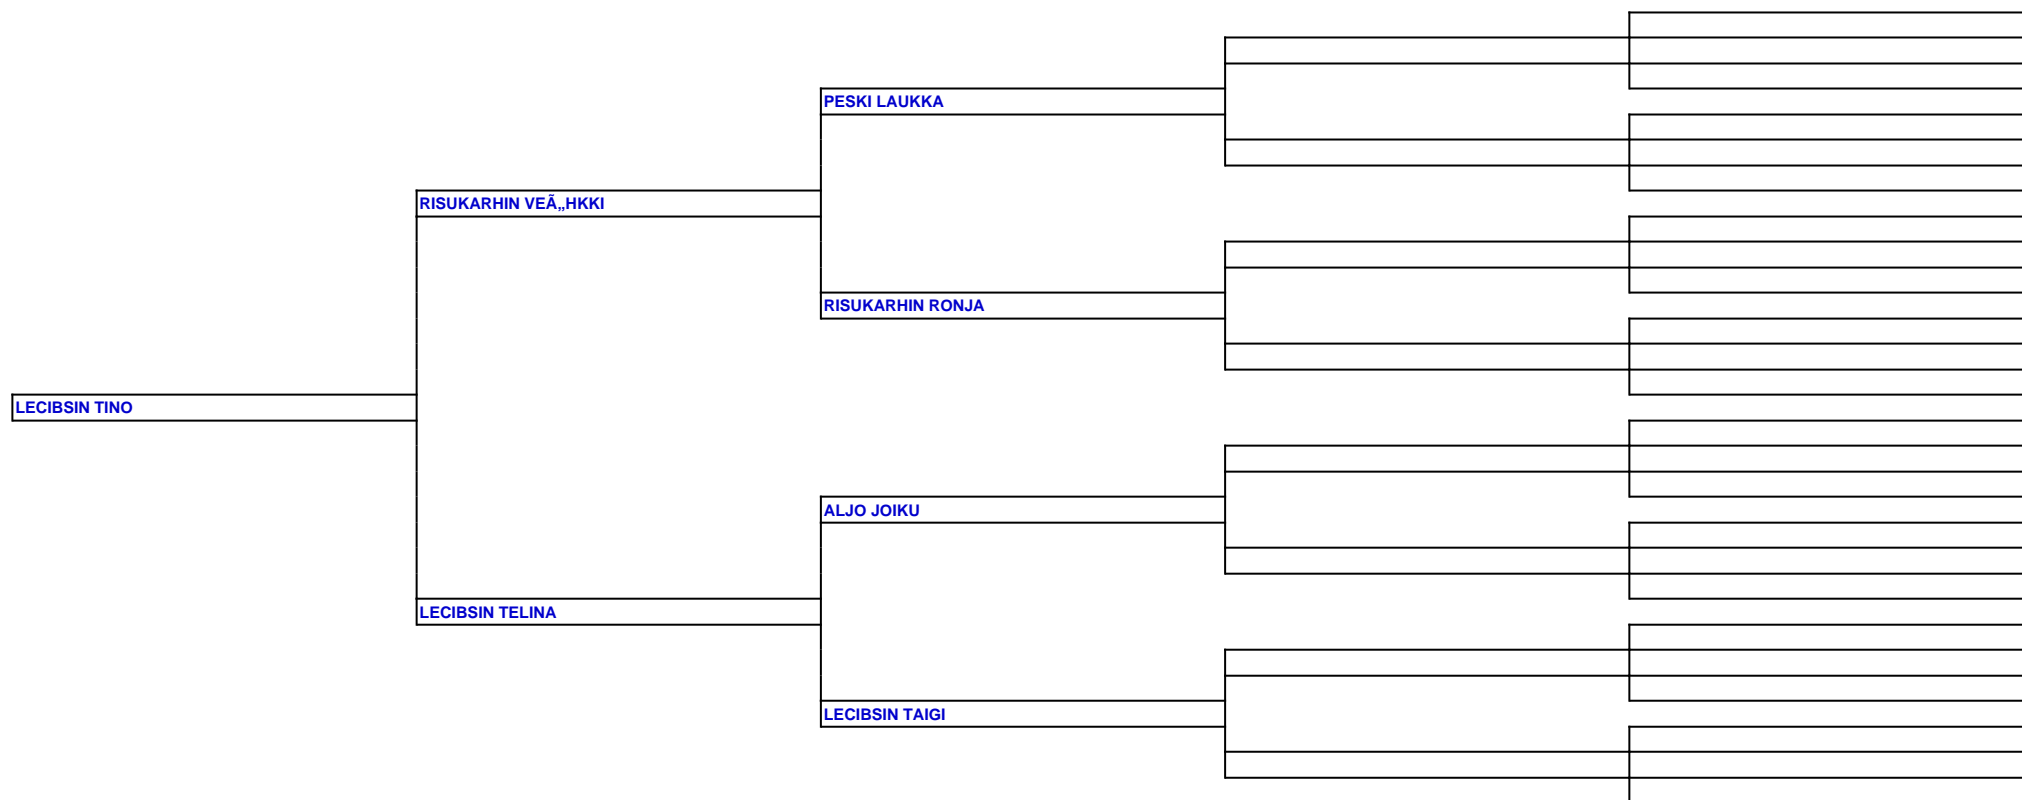 PESKI LAUKKA
RISUKARHIN VEÃ„HKKI
RISUKARHIN RONJA
LECIBSIN TINO
ALJO JOIKU
LECIBSIN TELINA
LECIBSIN TAIGI